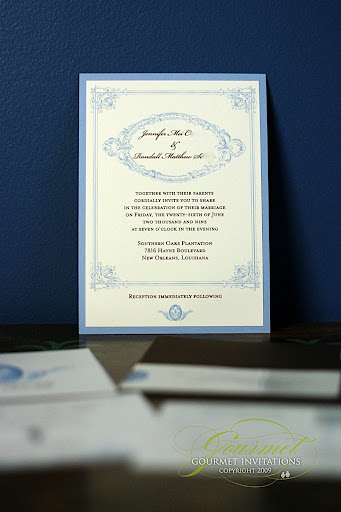 Jennifer Mei
&
Randall Matthew
TOGETHER WITH THEIR PARENTS
CORDIALLY INVITE YOU TO SHARE
IN THE CELEBRATION OF THEIR MARRIAGE
ON FRIDAY, THE TWENTY-SIXTH OF JUNE
TWO THOUSAND AND NINE
AT SEVEN O'CLOCK IN THE EVENING
SOUTHERN OAKS PLANTATION
7816 HAYNE BOULEVARD
NEW ORLEANS, LOUISIANA
RECEPTION IMMEDIATELY FOLLOWING
Gourmet
GOURMET INVITATIONS
COPYRIGHT 2009